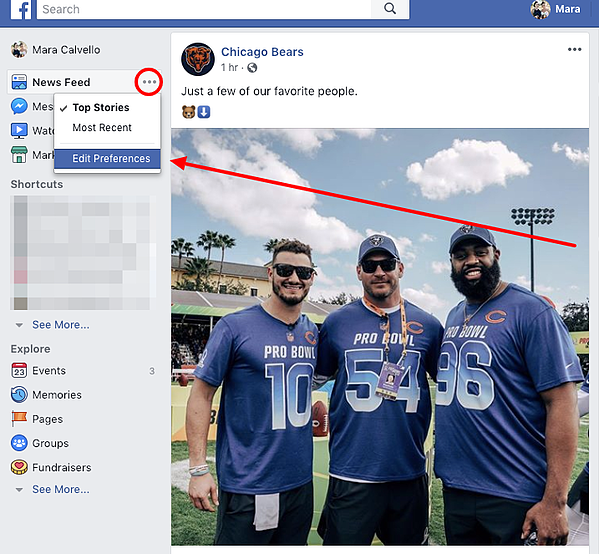 f Search Mara
Mara Calvello
News Feed
Mes
Top Stories
Most Recent
Watc
Mark
Edit Preferences
Shortcuts
See More...
Explore
Events 3
Memories
Pages
Groups
Fundraisers
See More...
Chicago Bears
1 hr ·
Just a few of our favorite people.
🐻⬇️
PRO BOWL
10
PRO BOWL
54
PRO BOWL
96